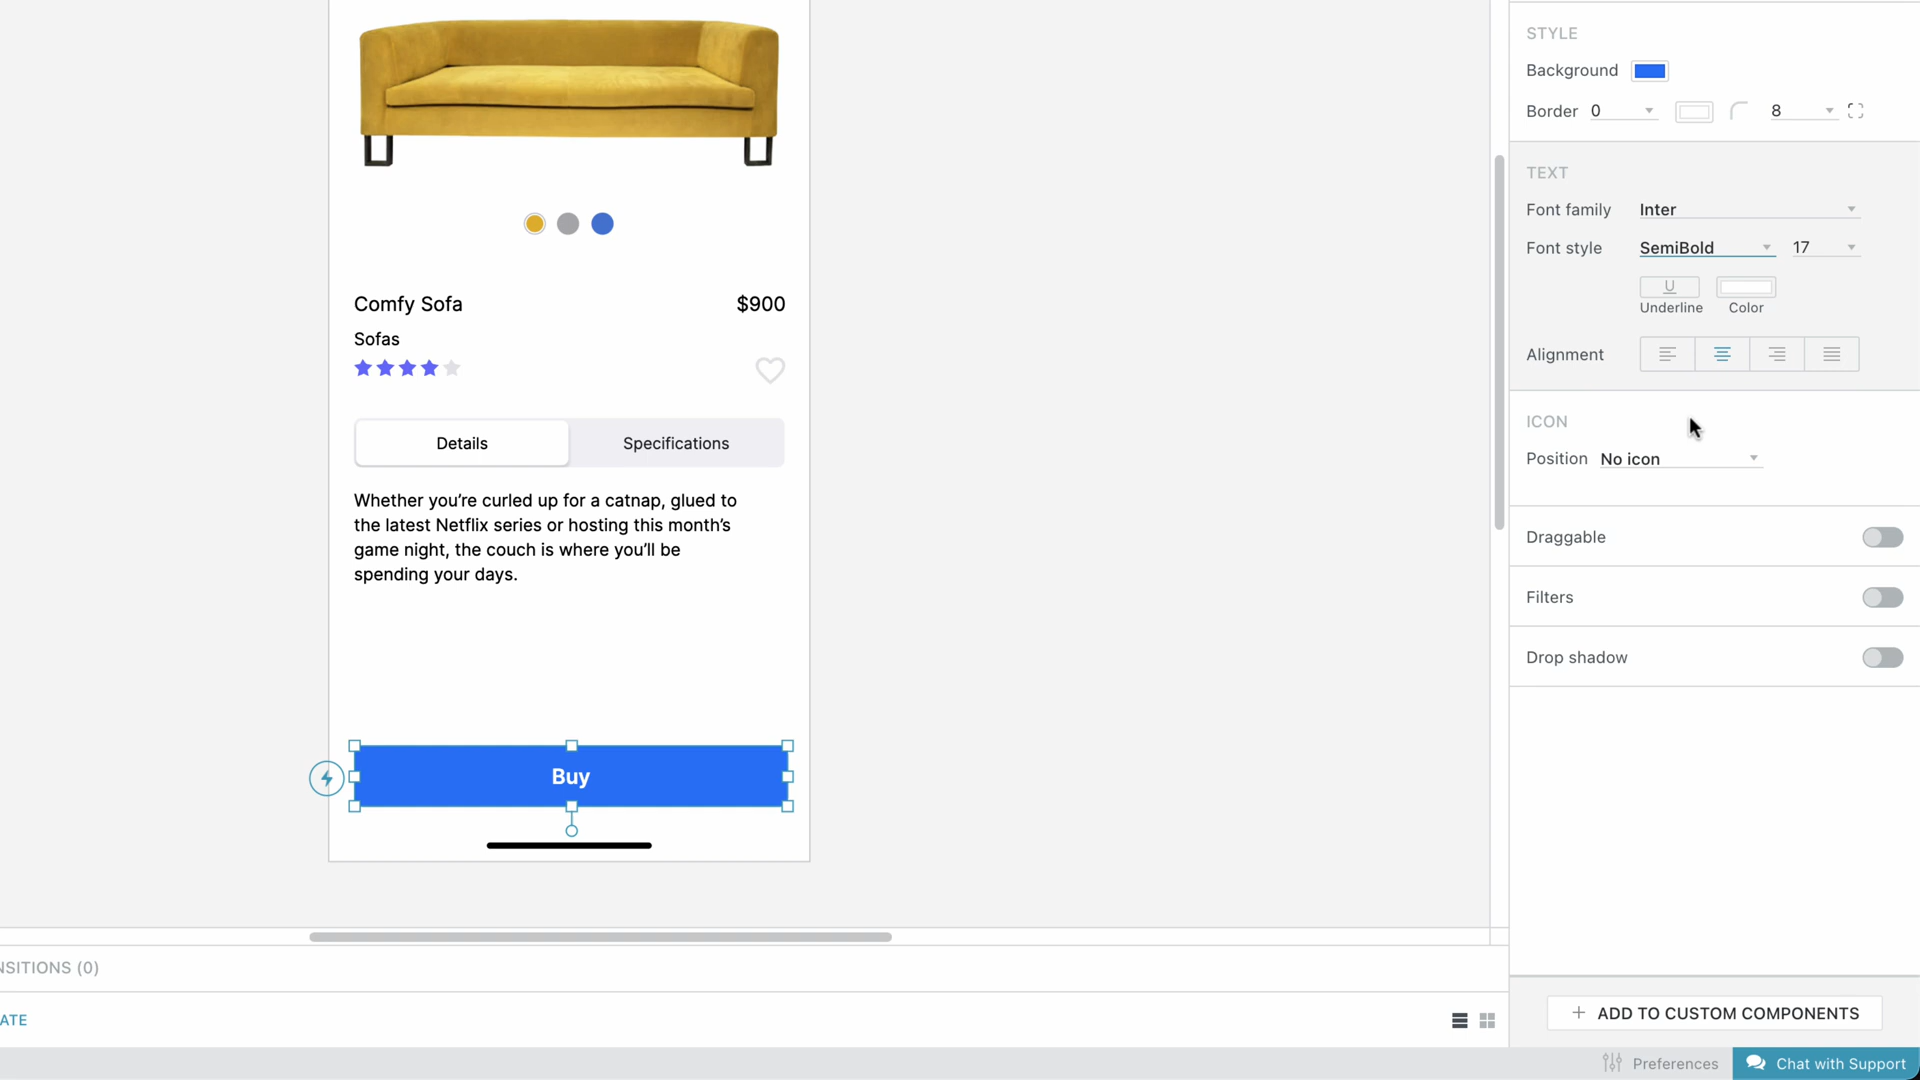 STYLE
Background
Border 0 8
TEXT
Font family Inter
Font style SemiBold 17
U
Underline Color
Alignment
ICON
Position No icon
Draggable
Filters
Drop shadow
Comfy Sofa $900
Sofas
Details Specifications
Whether you’re curled up for a catnap, glued to
the latest Netflix series or hosting this month’s
game night, the couch is where you’ll be
spending your days.
Buy
NSITIONS (0)
ATE
+ ADD TO CUSTOM COMPONENTS
Preferences Chat with Support